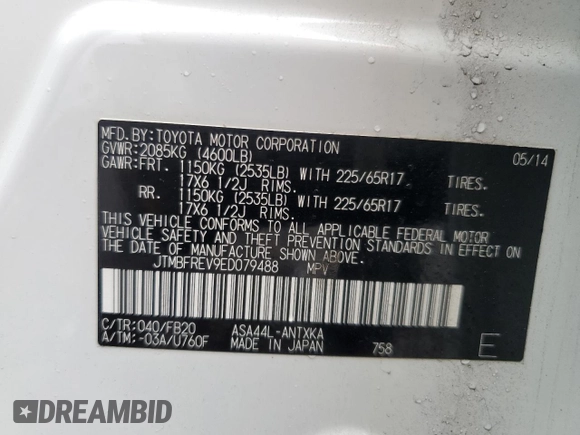 MFD.BY:TOYOTA MOTOR CORPORATION 05/14
GVWR:2085KG (4600LB)
GAWR:FRT. 1150KG (2535LB) WITH 225/65R17 TIRES.
17X6 1/2J RIMS.
RR. 1150KG (2535LB) WITH 225/65R17 TIRES.
17X6 1/2J RIMS.
THIS VEHICLE CONFORMS TO ALL APPLICABLE FEDERAL MOTOR
VEHICLE SAFETY AND THEFT PREVENTION STANDARDS IN EFFECT ON
THE DATE OF MANUFACTURE SHOWN ABOVE.
JTMBFREV9ED079488 MPV
C/TR:040/FB20 ASA44L-ANTXKA
A/TM:-03A/U760F MADE IN JAPAN 758 E
DREAMBID